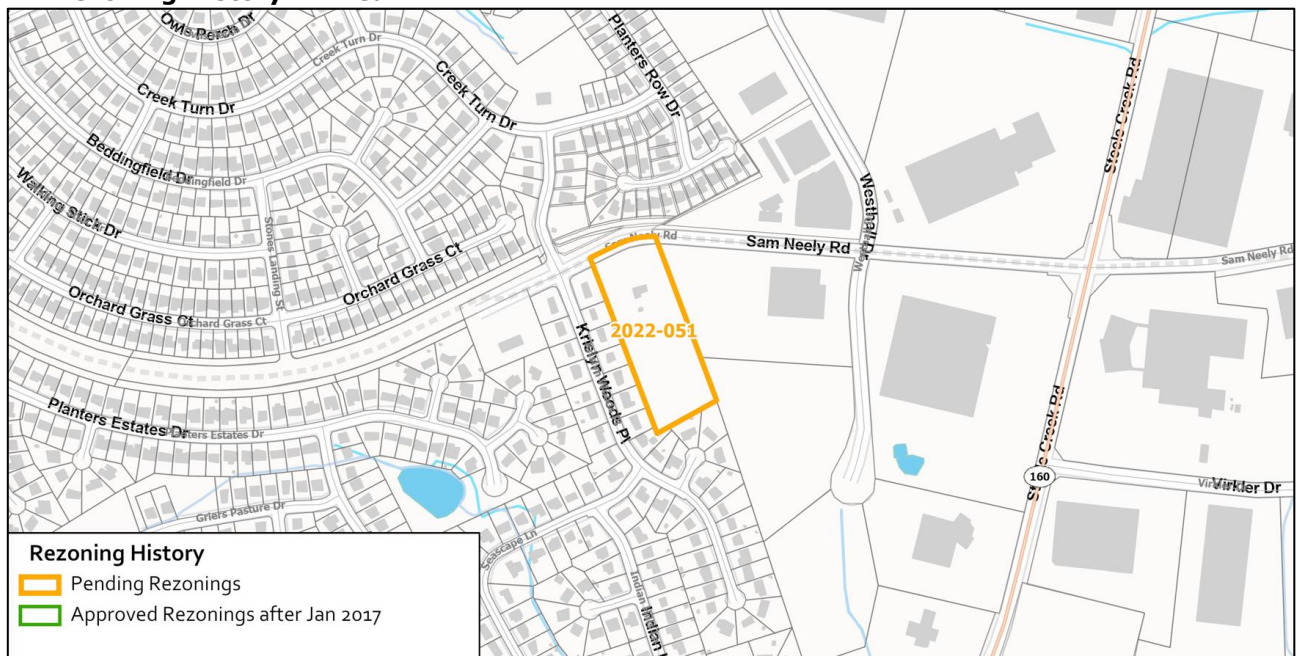 Owls Perch Dr
Creek Turn Dr
Creek Turn Dr
Creek Turn Dr
Planters Row Dr
Beddingfield Dr
Beddingfield Dr
Walking Stick Dr
Stones Landing St
Orchard Grass Ct
Orchard Grass Ct
Orchard Grass Ct
Sam Neely Rd
Sam Neely Rd
Sam Neely Rd
Westhall Dr
Steele Creek Rd
2022-051
Krislyn Woods Pl
Planters Estates Dr
Planters Estates Dr
Steele Creek Rd
160
Virkler Dr
Griers Pasture Dr
Seascape Ln
Indian
Indian
Rezoning History
Pending Rezonings
Approved Rezonings after Jan 2017